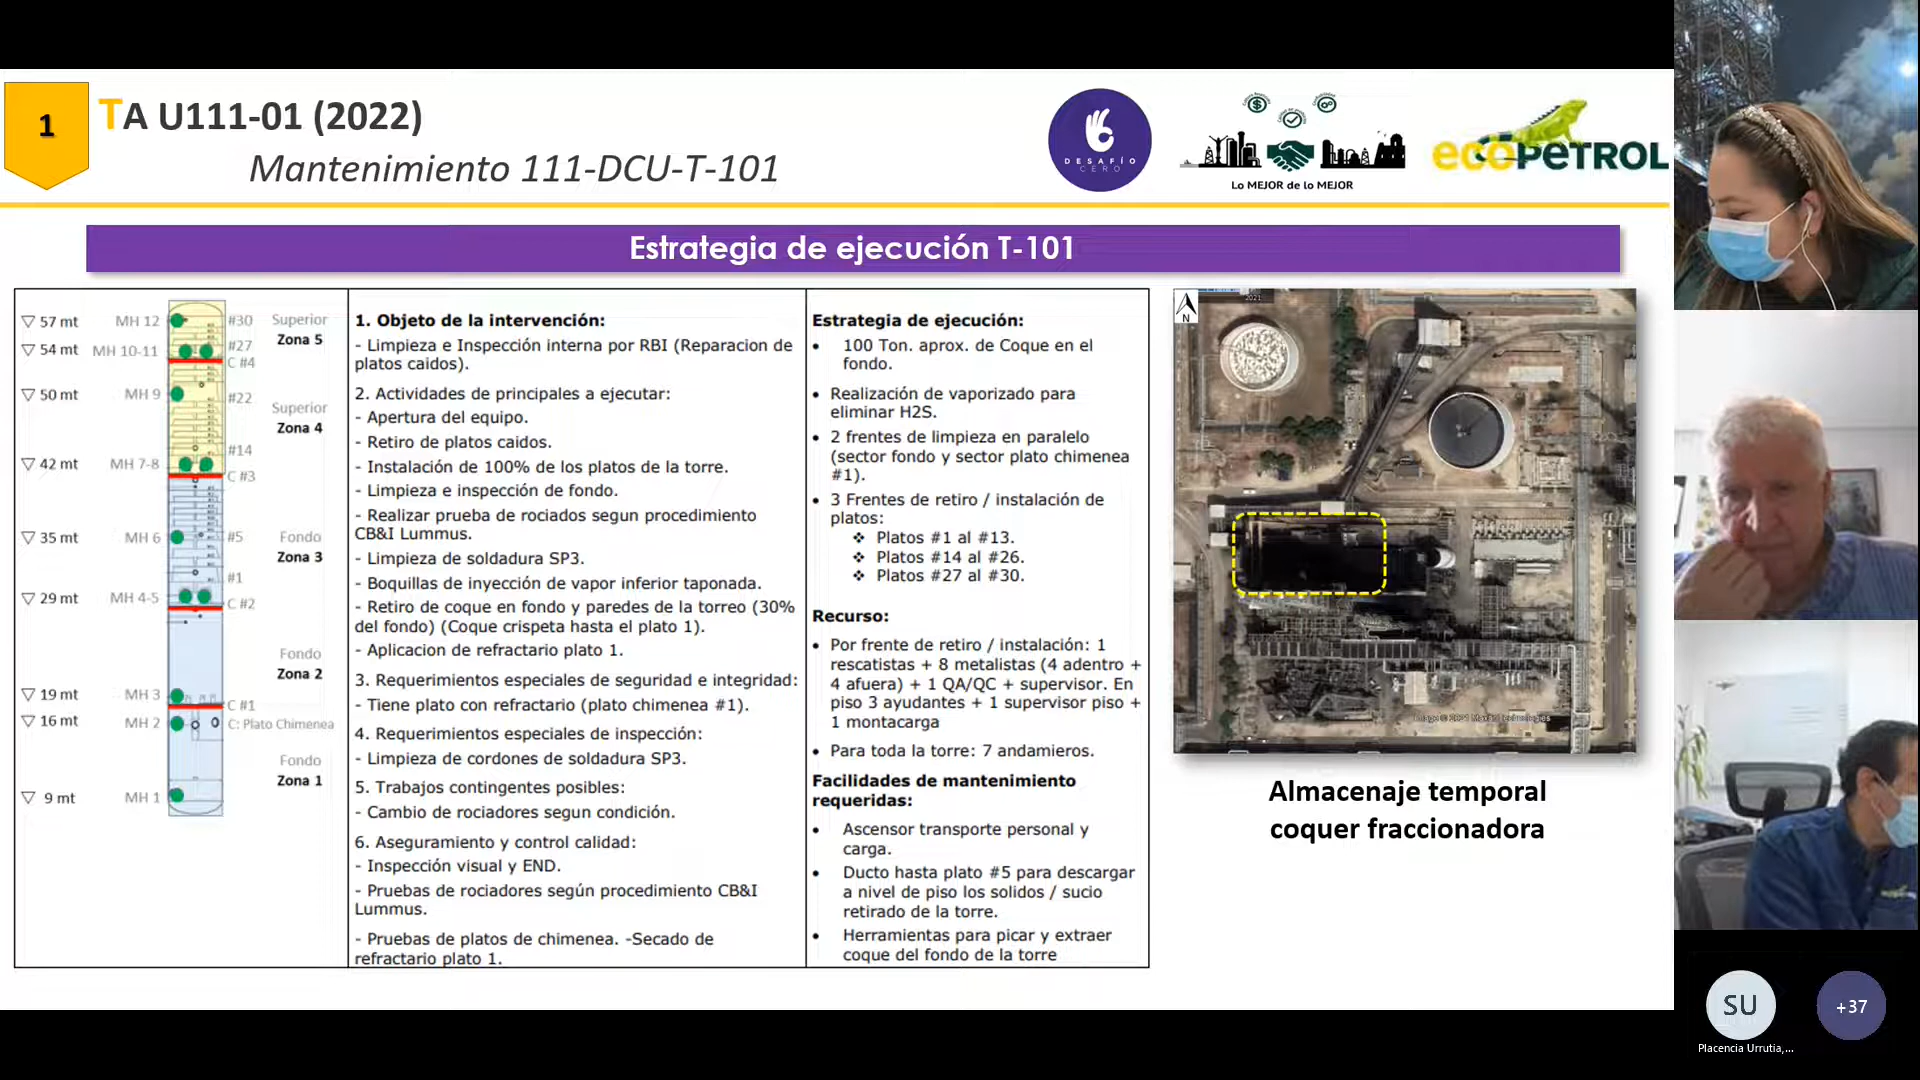 1
TA U111-01 (2022)
Mantenimiento 111-DCU-T-101
DESAFÍO
CERO
Lo MEJOR de lo MEJOR
ecopetrol
Estrategia de ejecución T-101
57 mt MH 12 #30 Superior
Zona 5
54 mt MH 10-11 #27
C #4
50 mt MH 9 #22
Superior
Zona 4
#14
42 mt MH 7-8
C #3
35 mt MH 6 #5 Fondo
Zona 3
#1
29 mt MH 4-5 C #2
Fondo
Zona 2
19 mt MH 3
C #1
16 mt MH 2 C: Plato Chimenea
Fondo
Zona 1
9 mt MH 1
1. Objeto de la intervención:
- Limpieza e Inspección interna por RBI (Reparacion de
platos caidos).
2. Actividades de principales a ejecutar:
- Apertura del equipo.
- Retiro de platos caidos.
- Instalación de 100% de los platos de la torre.
- Limpieza e inspección de fondo.
- Realizar prueba de rociados segun procedimiento
CB&I Lummus.
- Limpieza de soldadura SP3.
- Boquillas de inyección de vapor inferior taponada.
- Retiro de coque en fondo y paredes de la torreo (30%
del fondo) (Coque crispeta hasta el plato 1).
- Aplicacion de refractario plato 1.
3. Requerimientos especiales de seguridad e integridad:
- Tiene plato con refractario (plato chimenea #1).
4. Requerimientos especiales de inspección:
- Limpieza de cordones de soldadura SP3.
5. Trabajos contingentes posibles:
- Cambio de rociadores segun condición.
6. Aseguramiento y control calidad:
- Inspección visual y END.
- Pruebas de rociadores según procedimiento CB&I
Lummus.
- Pruebas de platos de chimenea. -Secado de
refractario plato 1.
Estrategia de ejecución:
• 100 Ton. aprox. de Coque en el
fondo.
• Realización de vaporizado para
eliminar H2S.
• 2 frentes de limpieza en paralelo
(sector fondo y sector plato chimenea
#1).
• 3 Frentes de retiro / instalación de
platos:
❖ Platos #1 al #13.
❖ Platos #14 al #26.
❖ Platos #27 al #30.
Recurso:
• Por frente de retiro / instalación: 1
rescatistas + 8 metalistas (4 adentro +
4 afuera) + 1 QA/QC + supervisor. En
piso 3 ayudantes + 1 supervisor piso +
1 montacarga
• Para toda la torre: 7 andamieros.
Facilidades de mantenimiento
requeridas:
• Ascensor transporte personal y
carga.
• Ducto hasta plato #5 para descargar
a nivel de piso los solidos / sucio
retirado de la torre.
• Herramientas para picar y extraer
coque del fondo de la torre
N
2021
Image © 2021 Maxar Technologies
Almacenaje temporal
coquer fraccionadora
SU
+37
Placencia Urrutia,...